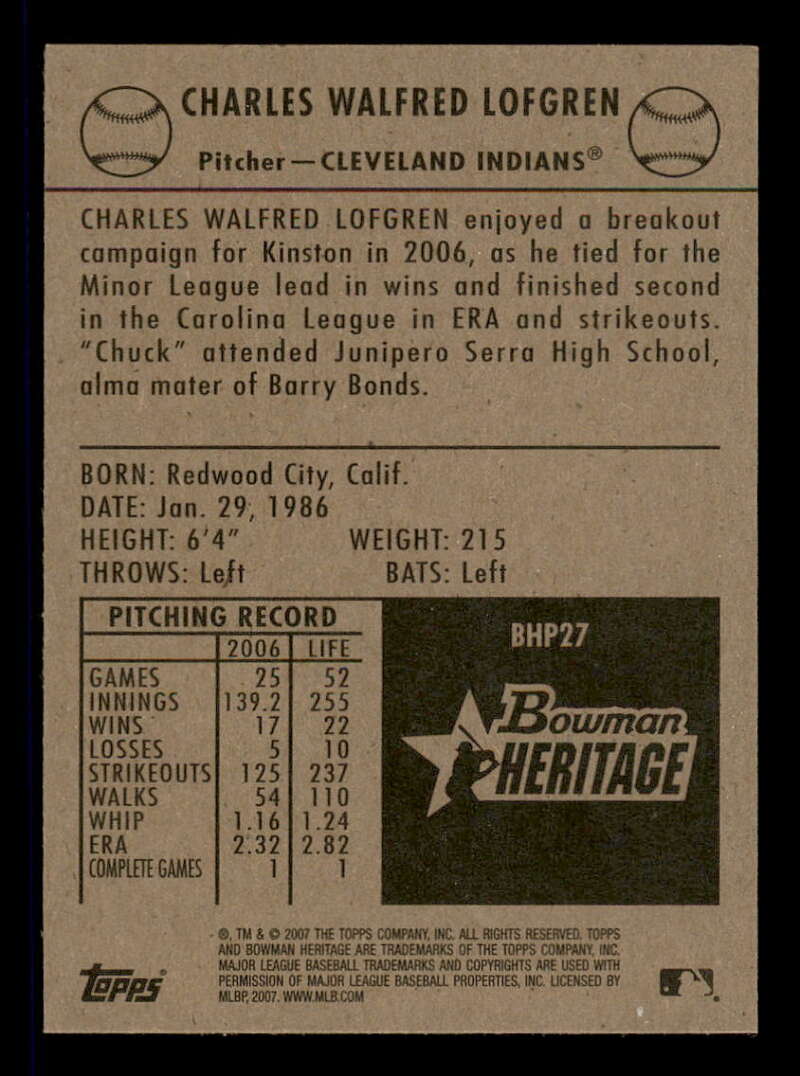 CHARLES WALFRED LOFGREN
Pitcher—CLEVELAND INDIANS®
CHARLES WALFRED LOFGREN enjoyed a breakout
campaign for Kinston in 2006, as he tied for the
Minor League lead in wins and finished second
in the Carolina League in ERA and strikeouts.
"Chuck" attended Junipero Serra High School,
alma mater of Barry Bonds.
BORN: Redwood City, Calif.
DATE: Jan. 29, 1986
HEIGHT: 6'4" WEIGHT: 215
THROWS: Left BATS: Left
PITCHING RECORD
2006 LIFE
GAMES 25 52
INNINGS 139.2 255
WINS 17 22
LOSSES 5 10
STRIKEOUTS 125 237
WALKS 54 110
WHIP 1.16 1.24
ERA 2.32 2.82
COMPLETE GAMES 1 1
BHP27
Bowman
HERITAGE
®, TM & © 2007 THE TOPPS COMPANY, INC. ALL RIGHTS RESERVED. TOPPS
AND BOWMAN HERITAGE ARE TRADEMARKS OF THE TOPPS COMPANY, INC.
MAJOR LEAGUE BASEBALL TRADEMARKS AND COPYRIGHTS ARE USED WITH
PERMISSION OF MAJOR LEAGUE BASEBALL PROPERTIES, INC. LICENSED BY
MLBP, 2007. WWW.MLB.COM
Topps